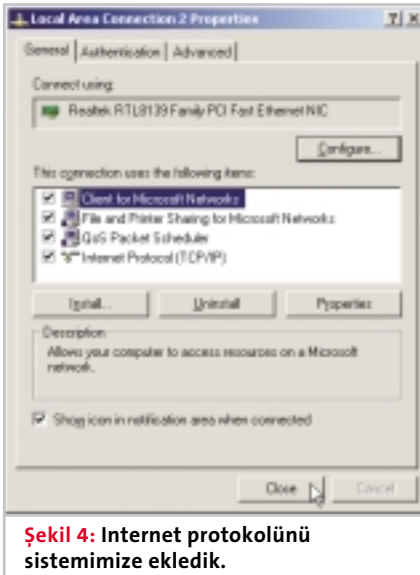 Local Area Connection 2 Properties
General Authentication Advanced
Connect using:
Realtek RTL8139 Family PCI Fast Ethernet NIC
Configure...
This connection uses the following items:
Client for Microsoft Networks
File and Printer Sharing for Microsoft Networks
QoS Packet Scheduler
Internet Protocol (TCP/IP)
Install... Uninstall Properties
Description
Allows your computer to access resources on a Microsoft
network.
Show icon in notification area when connected
Close Cancel
Şekil 4: Internet protokolünü
sistemimize ekledik.